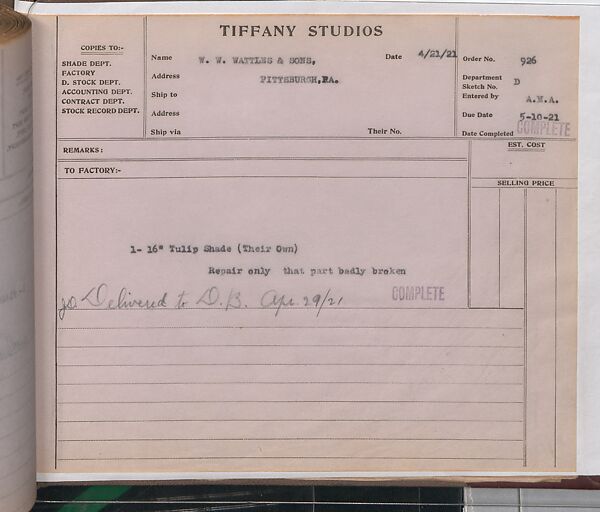 TIFFANY STUDIOS
COPIES TO:-
SHADE DEPT.
FACTORY
D. STOCK DEPT.
ACCOUNTING DEPT.
CONTRACT DEPT.
STOCK RECORD DEPT.
Name W. W. WATTLES & SONS,
Date 4/21/21
Address PITTSBURGH,PA.
Ship to
Address
Ship via
Their No.
Order No. 926
Department D
Sketch No.
Entered by A.M.A.
Due Date 5-10-21
Date Completed COMPLETE
REMARKS:
EST. COST
TO FACTORY:-
SELLING PRICE
1- 16" Tulip Shade (Their Own)
Repair only that part badly broken
Delivered to D.B. Apr. 29/21
COMPLETE